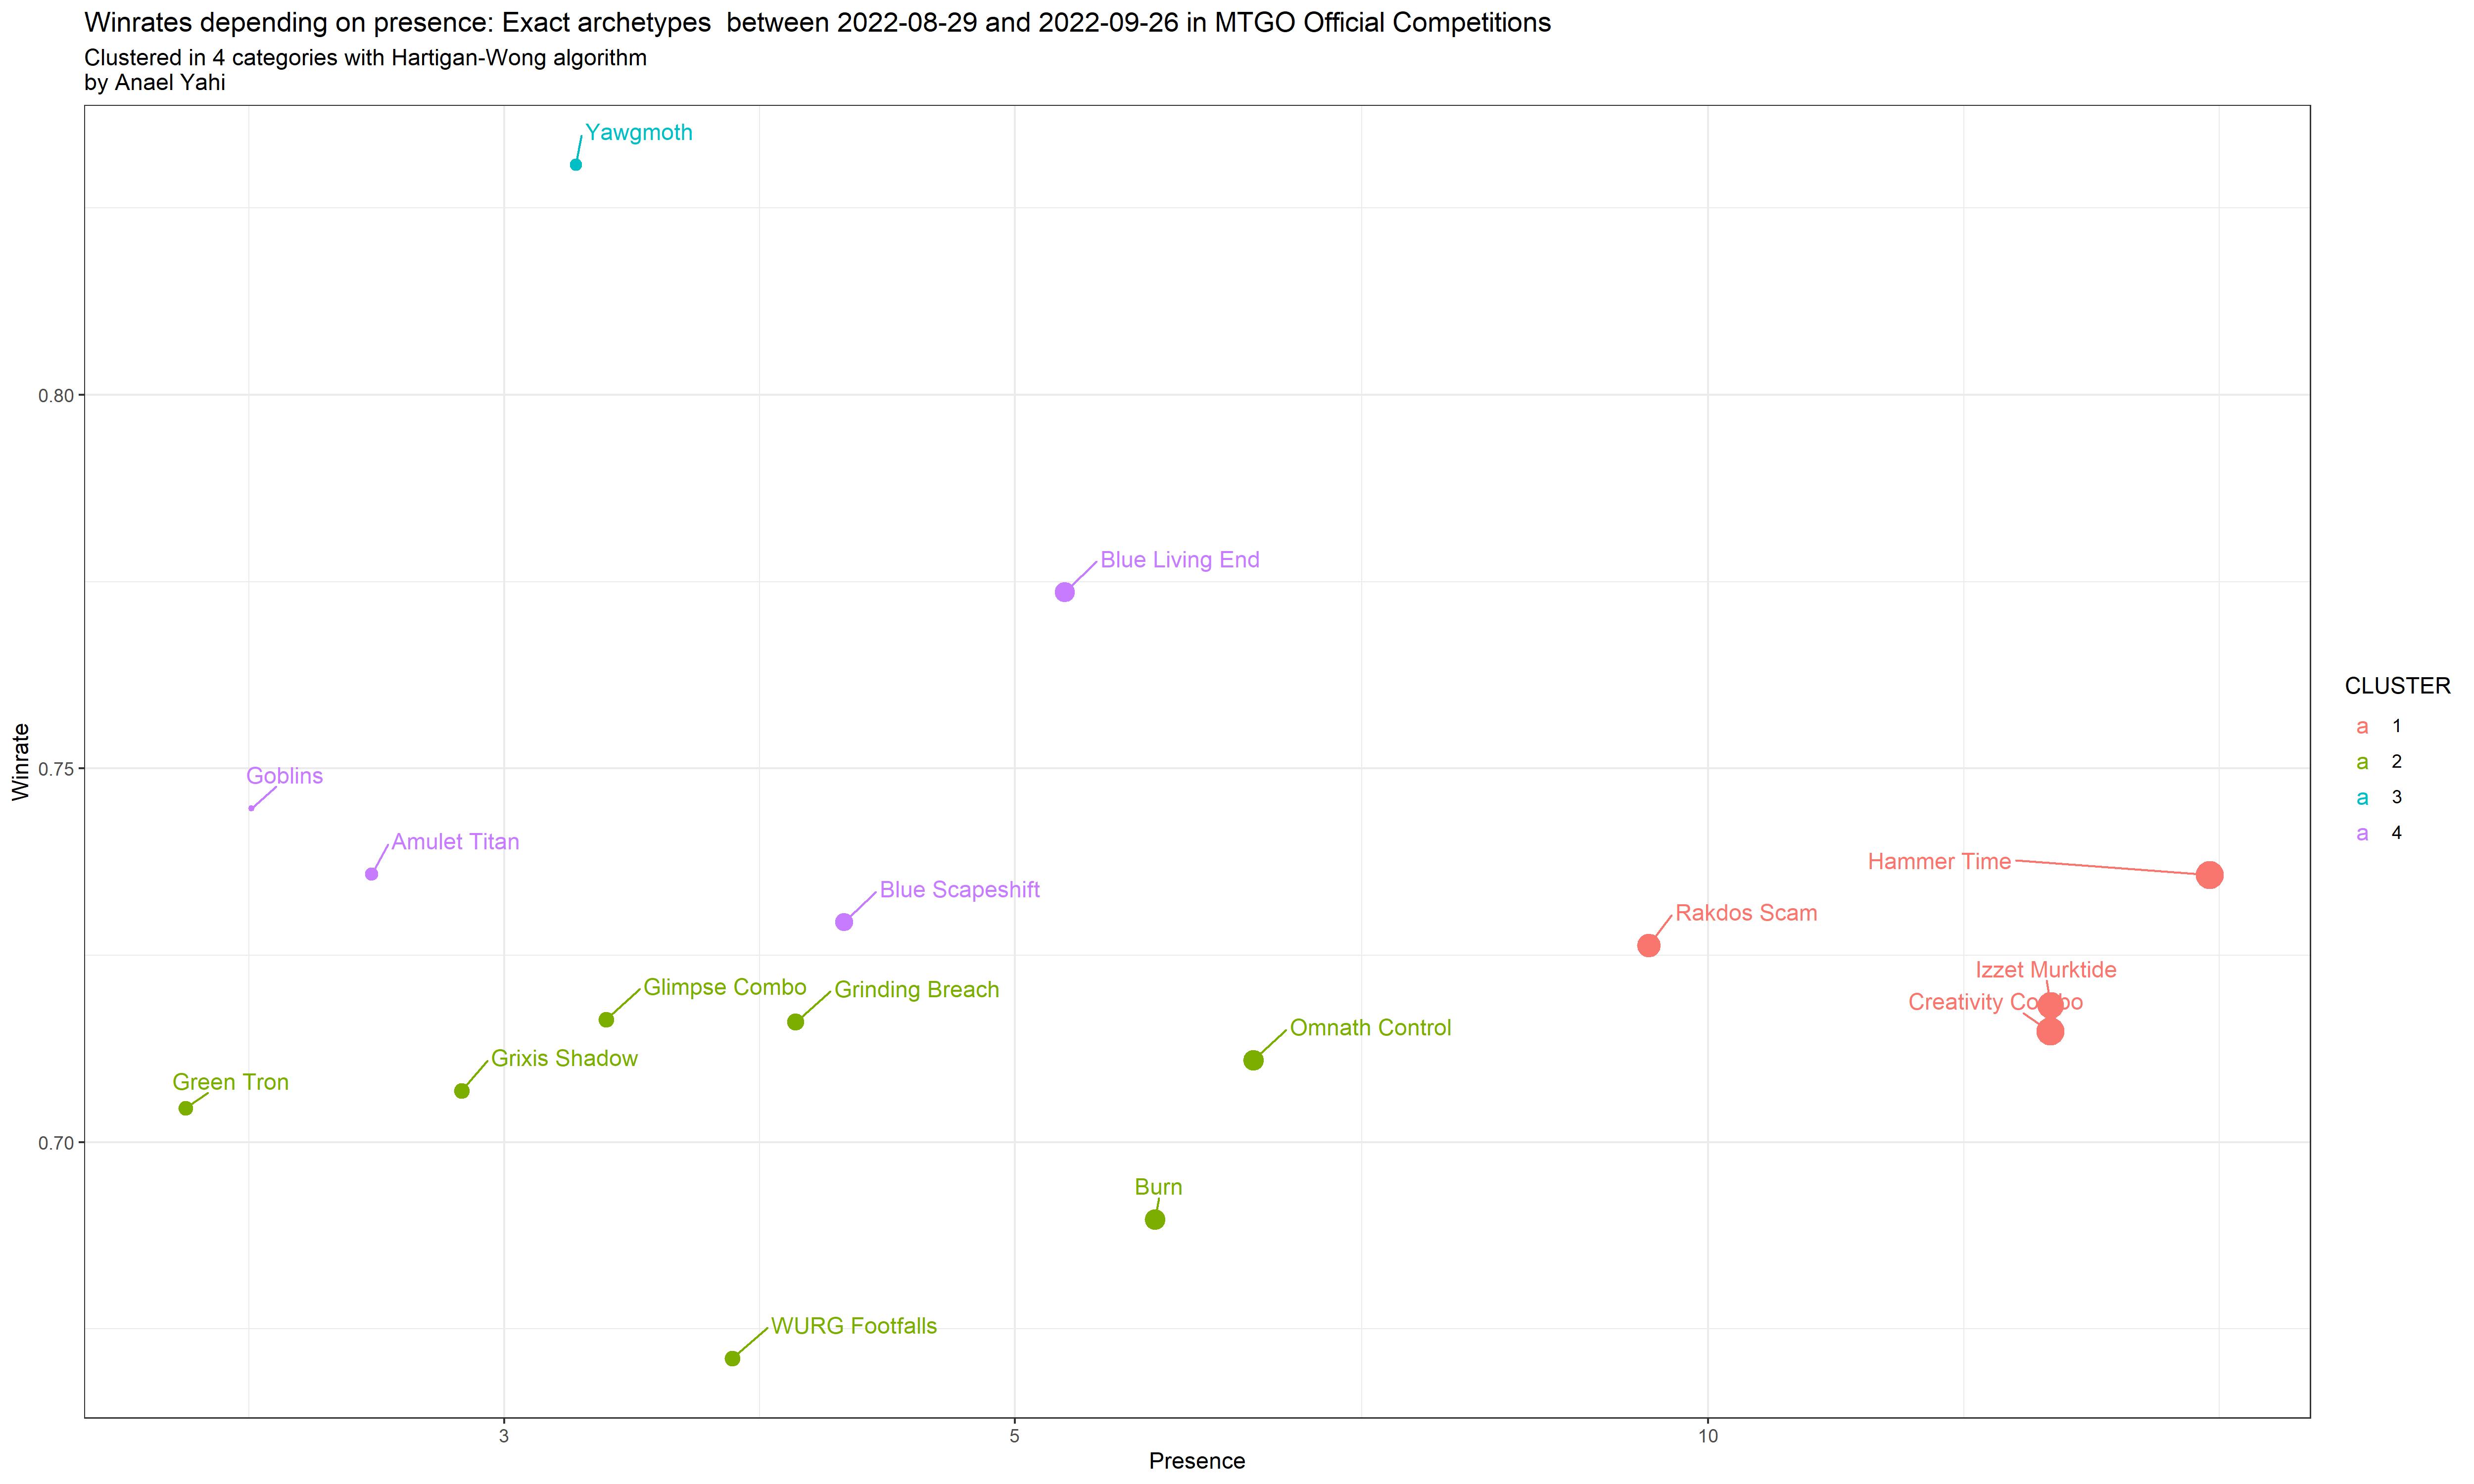 Winrates depending on presence: Exact archetypes  between 2022-08-29 and 2022-09-26 in MTGO Official Competitions
Clustered in 4 categories with Hartigan-Wong algorithm
by Anael Yahi
Yawgmoth
0.80
Blue Living End
CLUSTER
a 1
a 2
a 3
a 4
Winrate
0.75
Goblins
Amulet Titan
Hammer Time
Blue Scapeshift
Rakdos Scam
Izzet Murktide
Glimpse Combo
Grinding Breach
Creativity Combo
Omnath Control
Grixis Shadow
Green Tron
0.70
Burn
WURG Footfalls
3
5
10
Presence